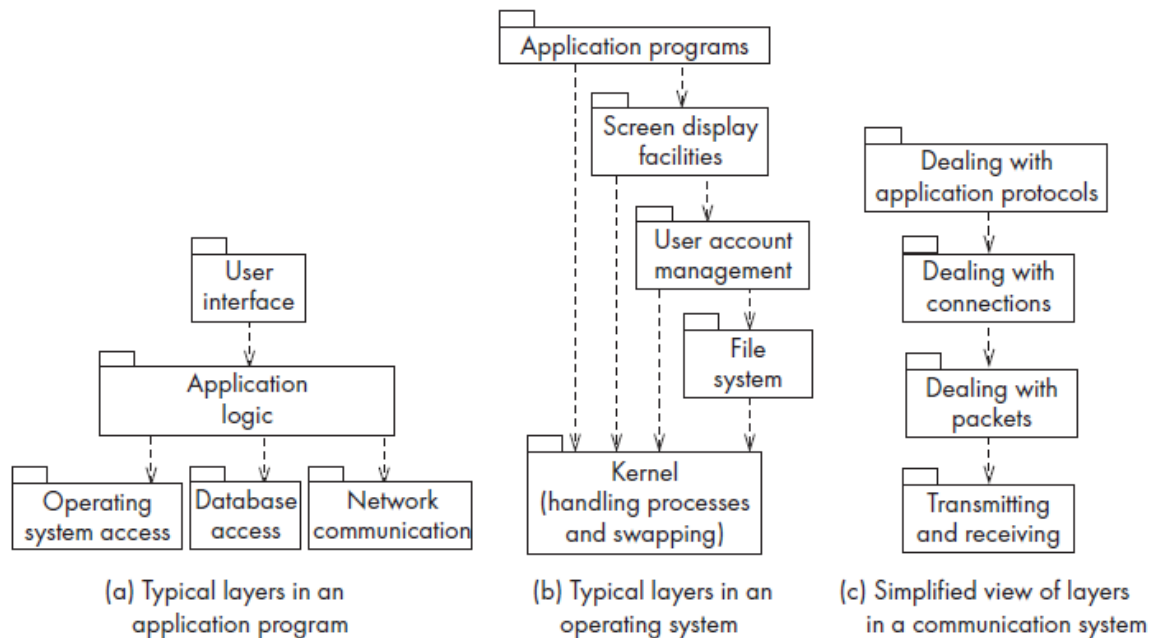 User
interface
Application
logic
Operating
system access
Database
access
Network
communication
(a) Typical layers in an
application program
Application programs
Screen display
facilities
User account
management
File
system
Kernel
(handling processes
and swapping)
(b) Typical layers in an
operating system
Dealing with
application protocols
Dealing with
connections
Dealing with
packets
Transmitting
and receiving
(c) Simplified view of layers
in a communication system